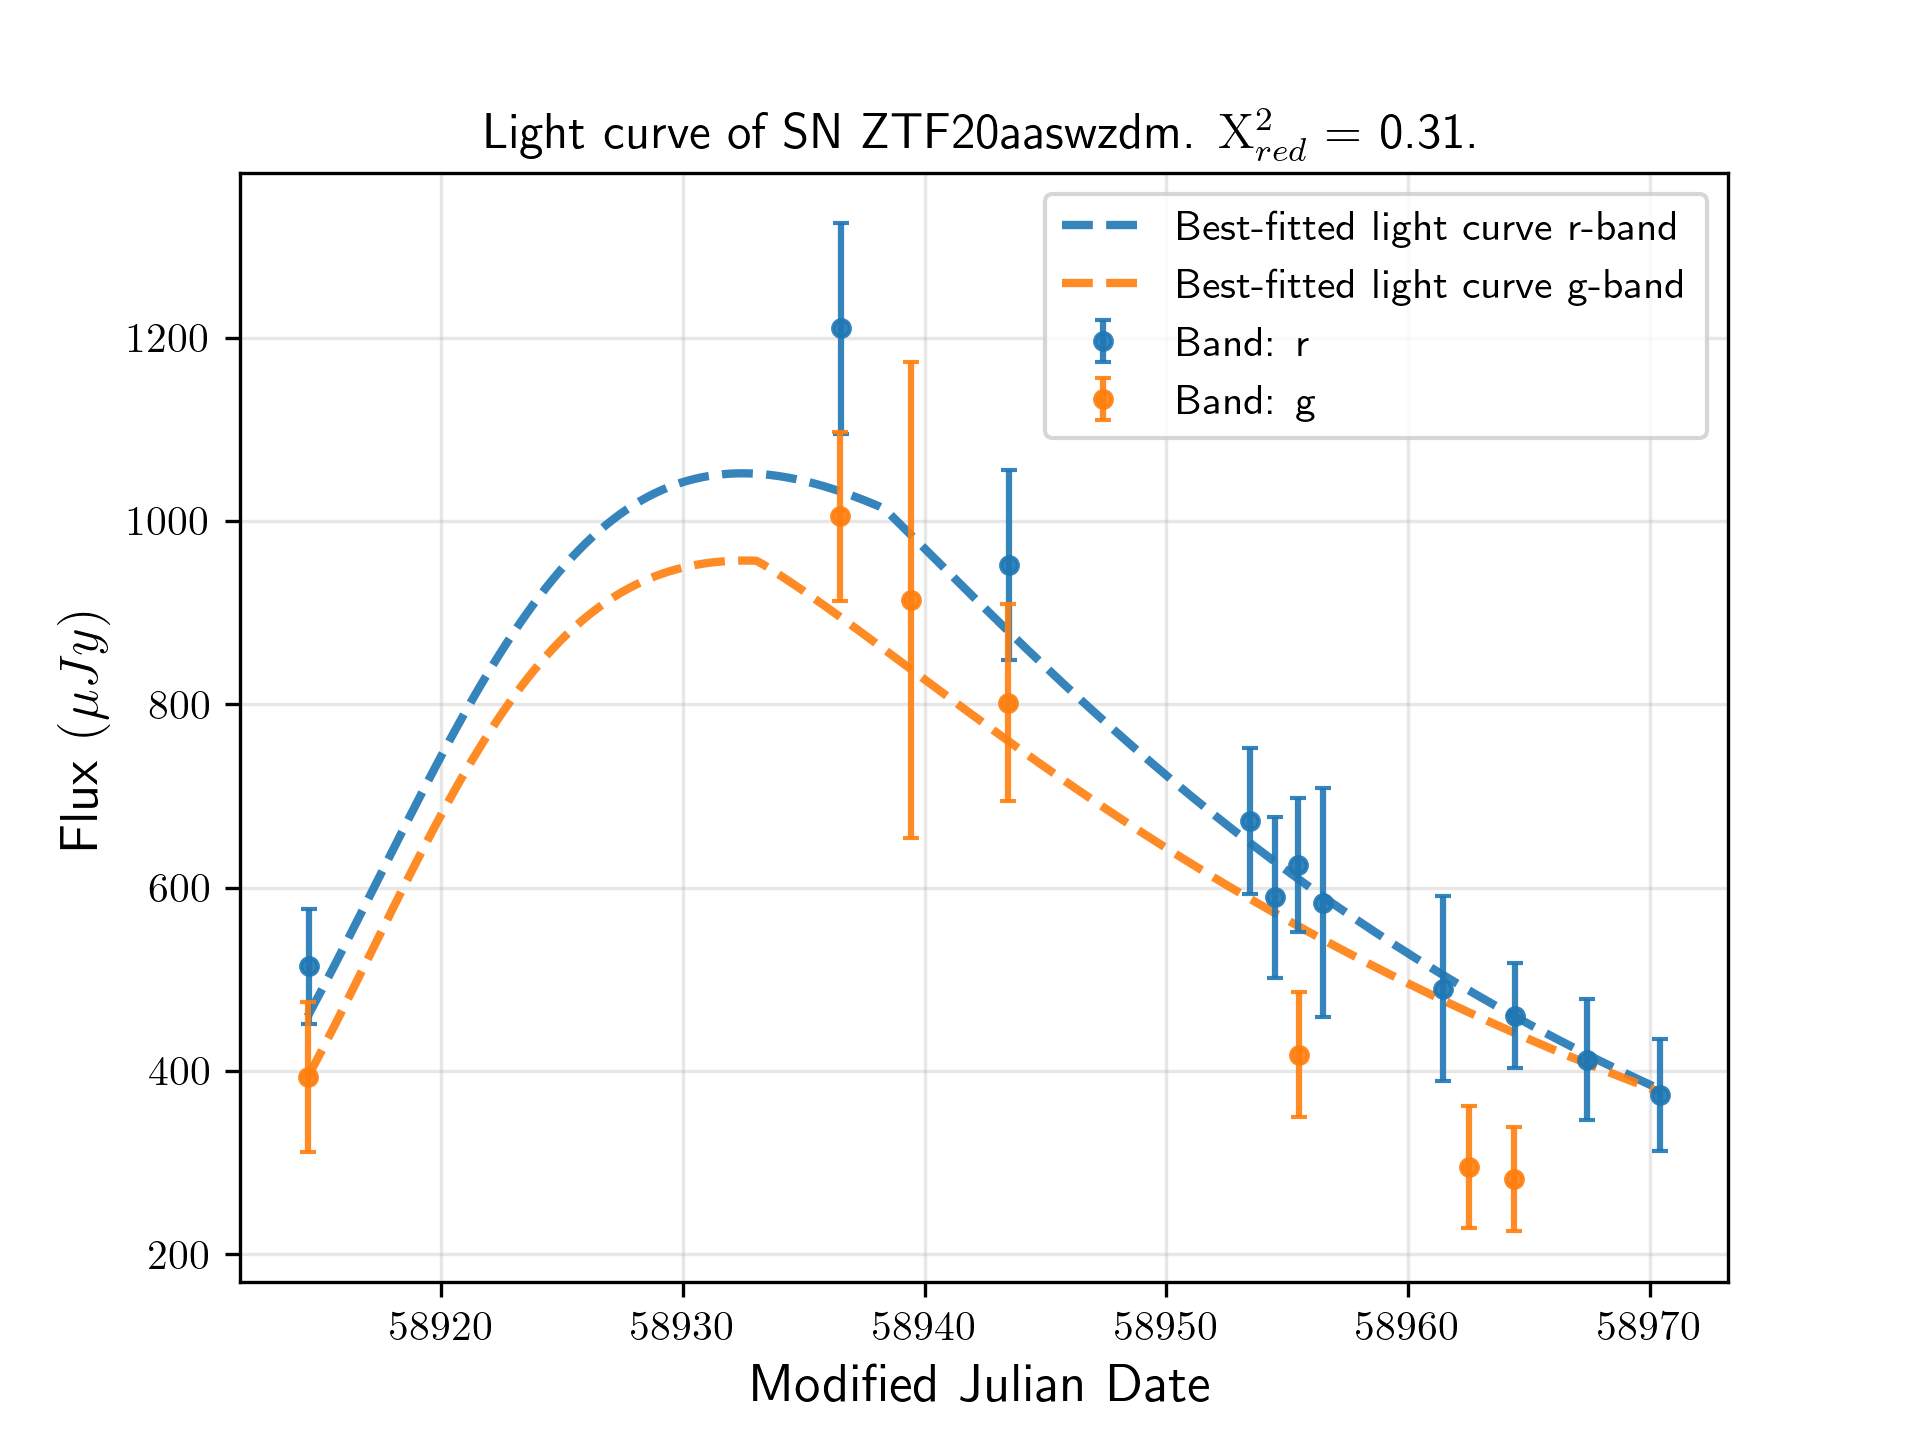 Light curve of SN ZTF20aaswzdm. X²_red = 0.31.
Best-fitted light curve r-band
Best-fitted light curve g-band
Band: r
Band: g
Flux (μJy)
1200
1000
800
600
400
200
58920 58930 58940 58950 58960 58970
Modified Julian Date